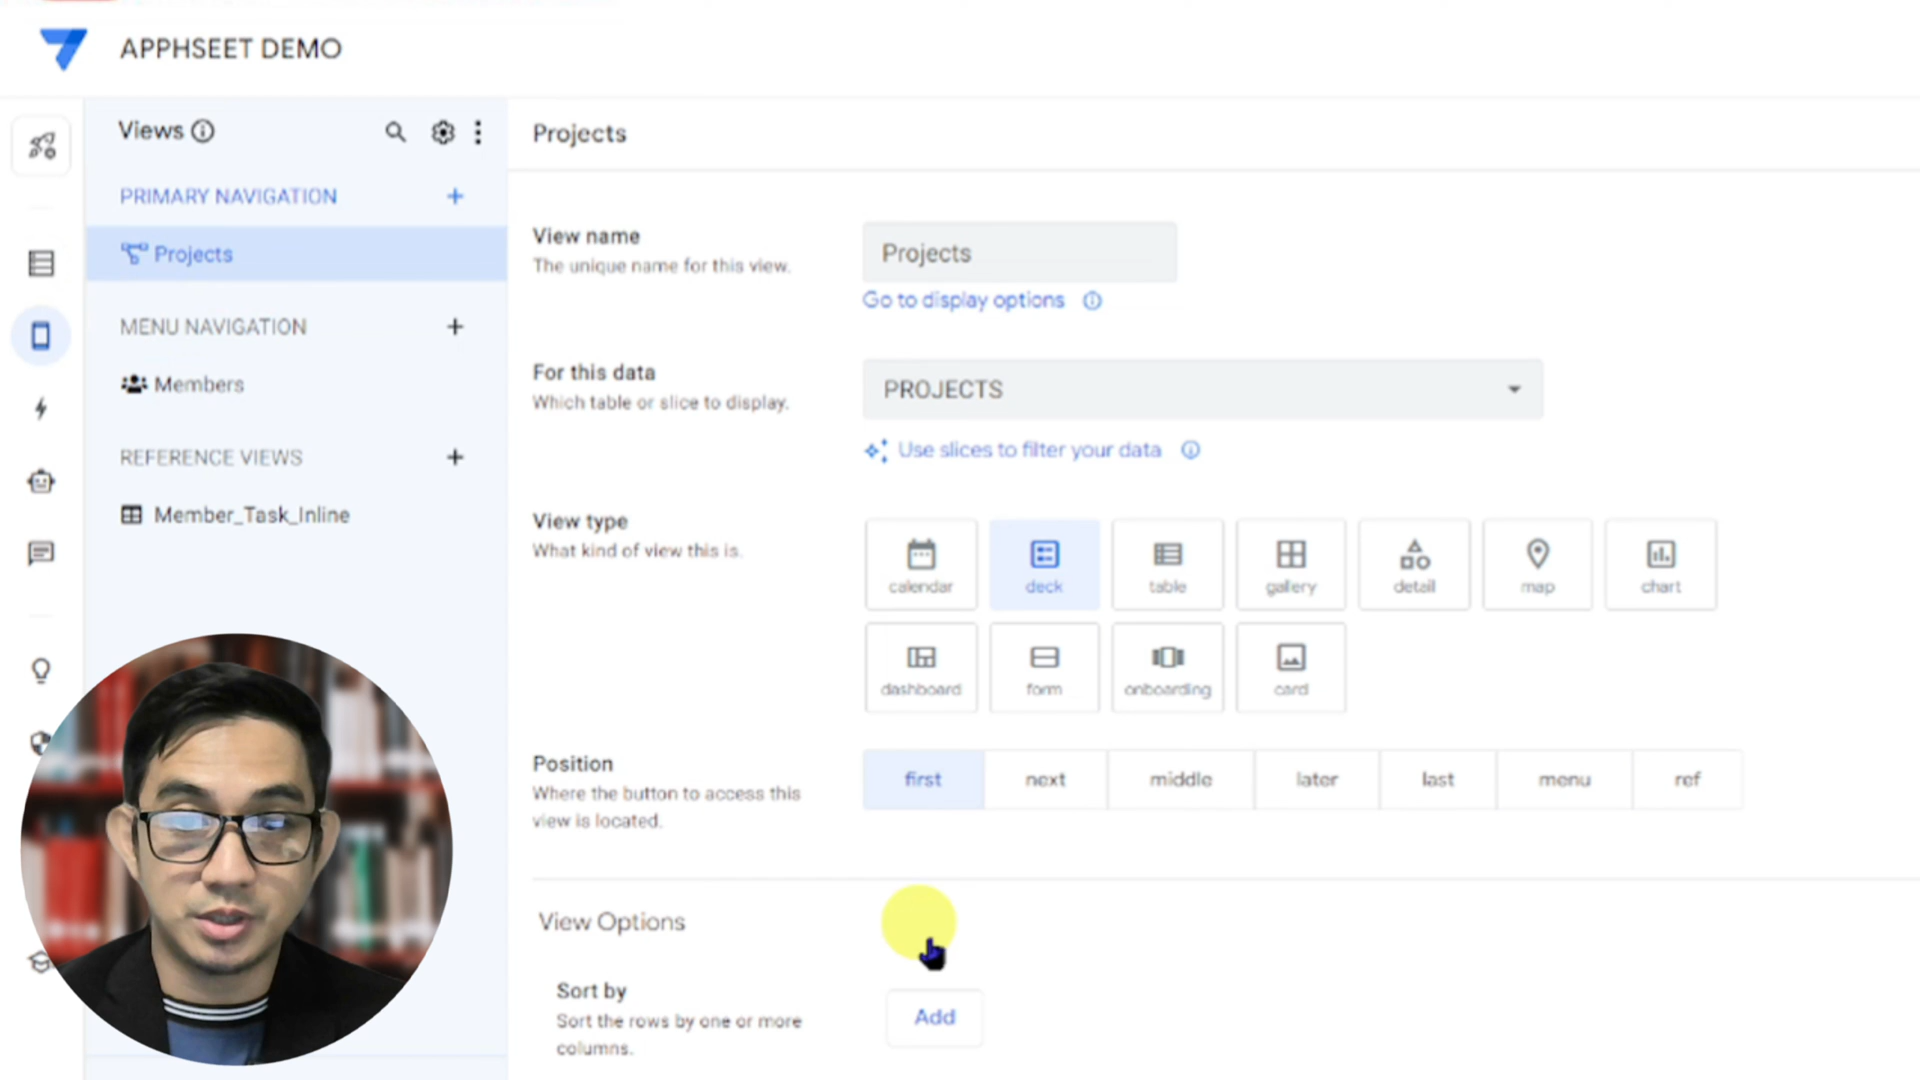 APPHSEET DEMO
Views
PRIMARY NAVIGATION
Projects
MENU NAVIGATION
Members
REFERENCE VIEWS
Member_Task_Inline
Projects
View name
The unique name for this view.
Projects
Go to display options
For this data
Which table or slice to display.
PROJECTS
Use slices to filter your data
View type
What kind of view this is.
calendar
deck
table
gallery
detail
map
chart
dashboard
form
onboarding
card
Position
Where the button to access this
view is located.
first
next
middle
later
last
menu
ref
View Options
Sort by
Sort the rows by one or more
columns.
Add